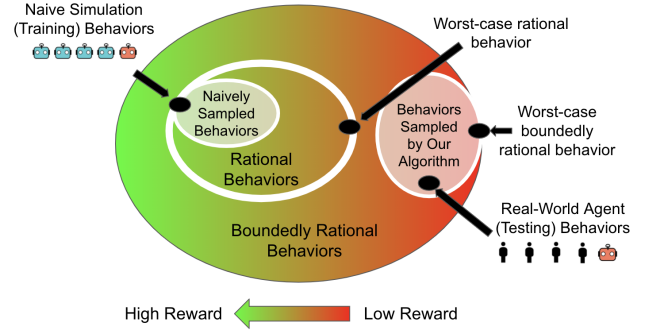 Naive Simulation
(Training) Behaviors
Worst-case rational
behavior
Naively
Sampled
Behaviors
Rational
Behaviors
Behaviors
Sampled
by Our
Algorithm
Worst-case
boundedly
rational behavior
Boundedly Rational
Behaviors
Real-World Agent
(Testing) Behaviors
High Reward
Low Reward